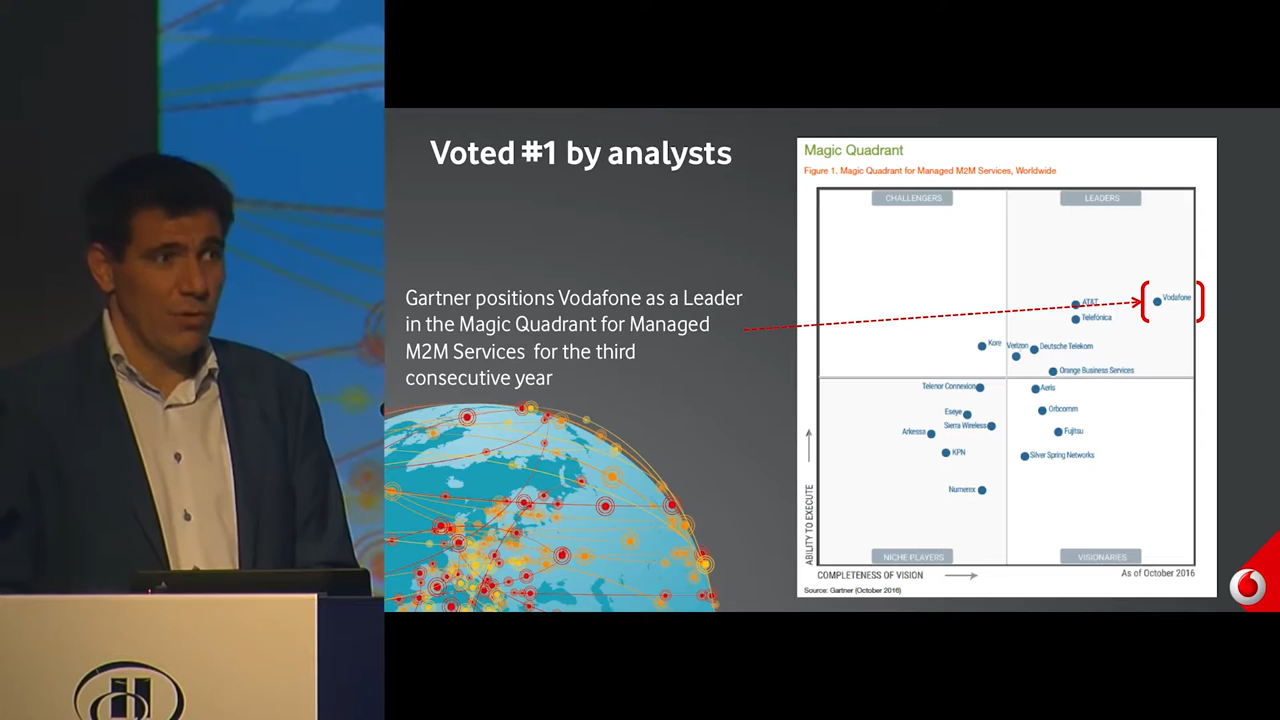 Voted #1 by analysts
Gartner positions Vodafone as a Leader
in the Magic Quadrant for Managed
M2M Services for the third
consecutive year
Magic Quadrant
Figure 1. Magic Quadrant for Managed M2M Services, Worldwide
CHALLENGERS
LEADERS
Vodafone
AT&T
Telefónica
Kore
Verizon
Deutsche Telekom
Orange Business Services
Telenor Connexion
Aeris
Eseye
Orbcomm
Sierra Wireless
Arkessa
Fujitsu
KPN
Silver Spring Networks
Numerex
ABILITY TO EXECUTE
NICHE PLAYERS
VISIONARIES
COMPLETENESS OF VISION
As of October 2016
Source: Gartner (October 2016)